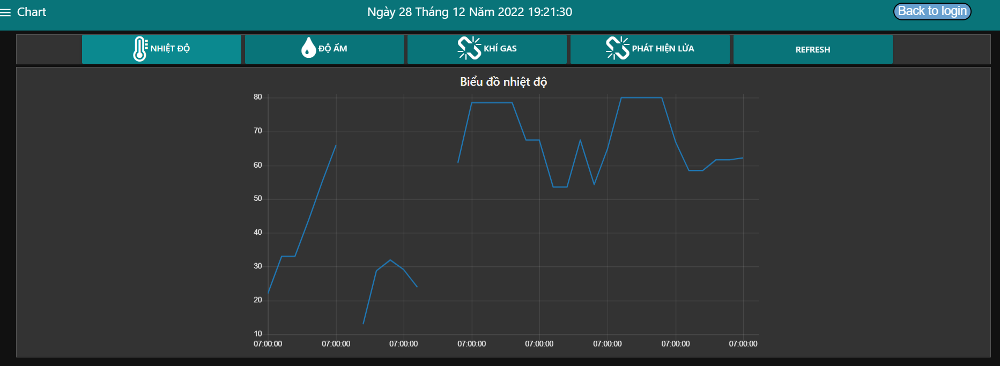 Chart
Ngày 28 Tháng 12 Năm 2022 19:21:30
Back to login
NHIỆT ĐỘ
ĐỘ ẨM
KHÍ GAS
PHÁT HIỆN LỬA
REFRESH
Biểu đồ nhiệt độ
80
70
60
50
40
30
20
10
07:00:00 07:00:00 07:00:00 07:00:00 07:00:00 07:00:00 07:00:00 07:00:00